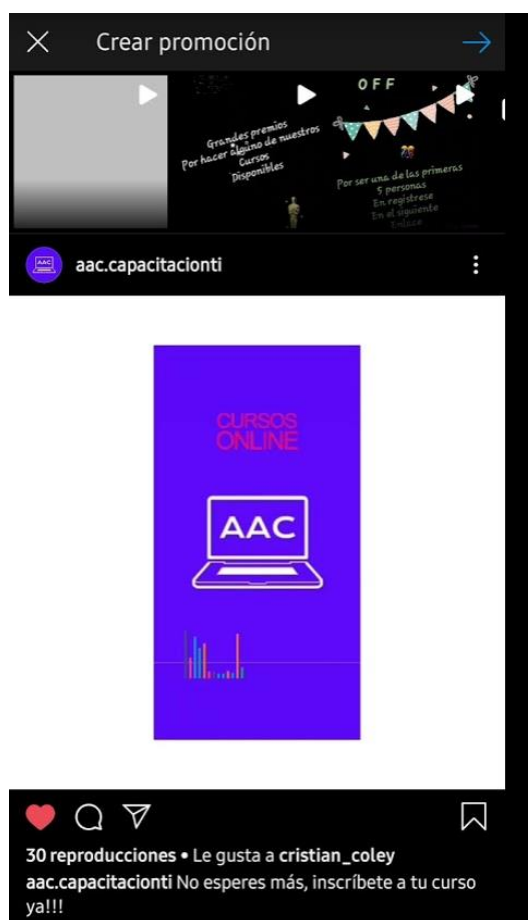 Crear promoción
Grandes premios
Por hacer alguno de nuestros
Cursos
Disponibles
OFF
Por ser una de las primeras
5 personas
En registrese
En el siguiente
Enlace
AAC
aac.capacitacionti
CURSOS
ONLINE
AAC
30 reproducciones • Le gusta a cristian_coley
aac.capacitacionti No esperes más, inscríbete a tu curso
ya!!!